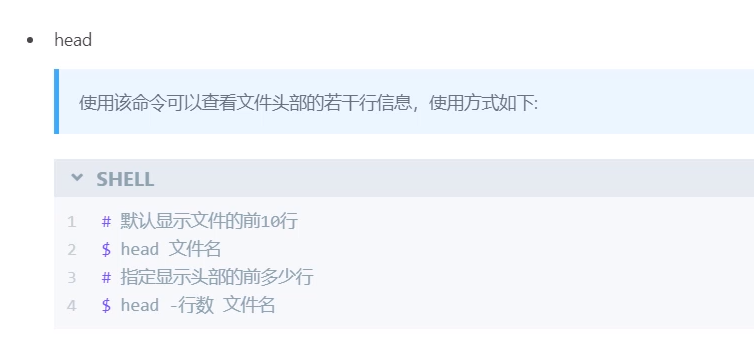 head
使用该命令可以查看文件头部的若干行信息，使用方式如下:
SHELL
1 # 默认显示文件的前10行
2 $ head 文件名
3 # 指定显示头部的前多少行
4 $ head -行数 文件名